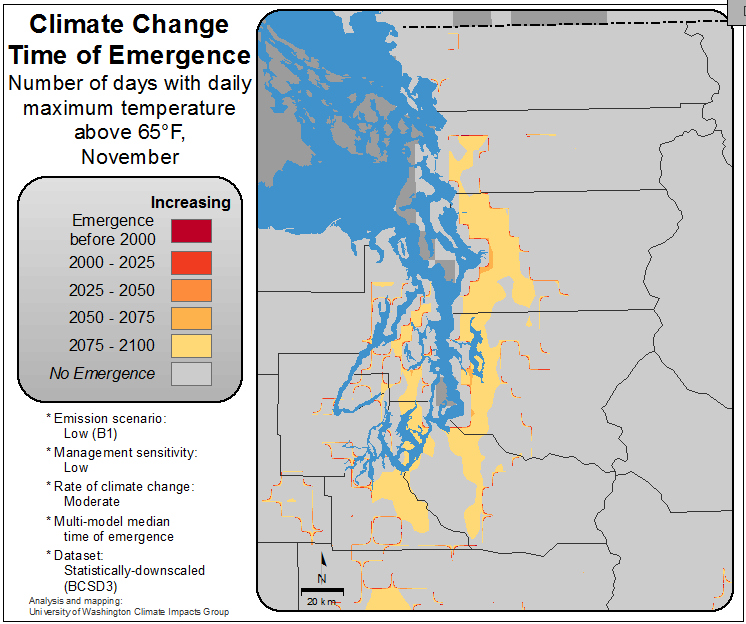 Climate Change
Time of Emergence
Number of days with daily
maximum temperature
above 65°F,
November
Increasing
Emergence
before 2000
2000 - 2025
2025 - 2050
2050 - 2075
2075 - 2100
No Emergence
* Emission scenario:
Low (B1)
* Management sensitivity:
Low
* Rate of climate change:
Moderate
* Multi-model median
time of emergence
* Dataset:
Statistically-downscaled
(BCSD3)
Analysis and mapping:
University of Washington Climate Impacts Group
N
20 km